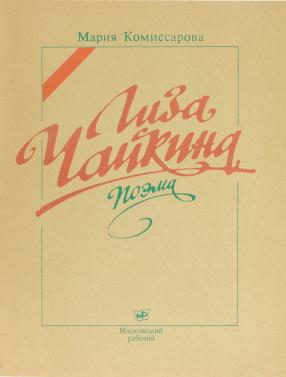 Мария Комиссарова
Лиза
Чайкина
поэма
МР
Московский
рабочий